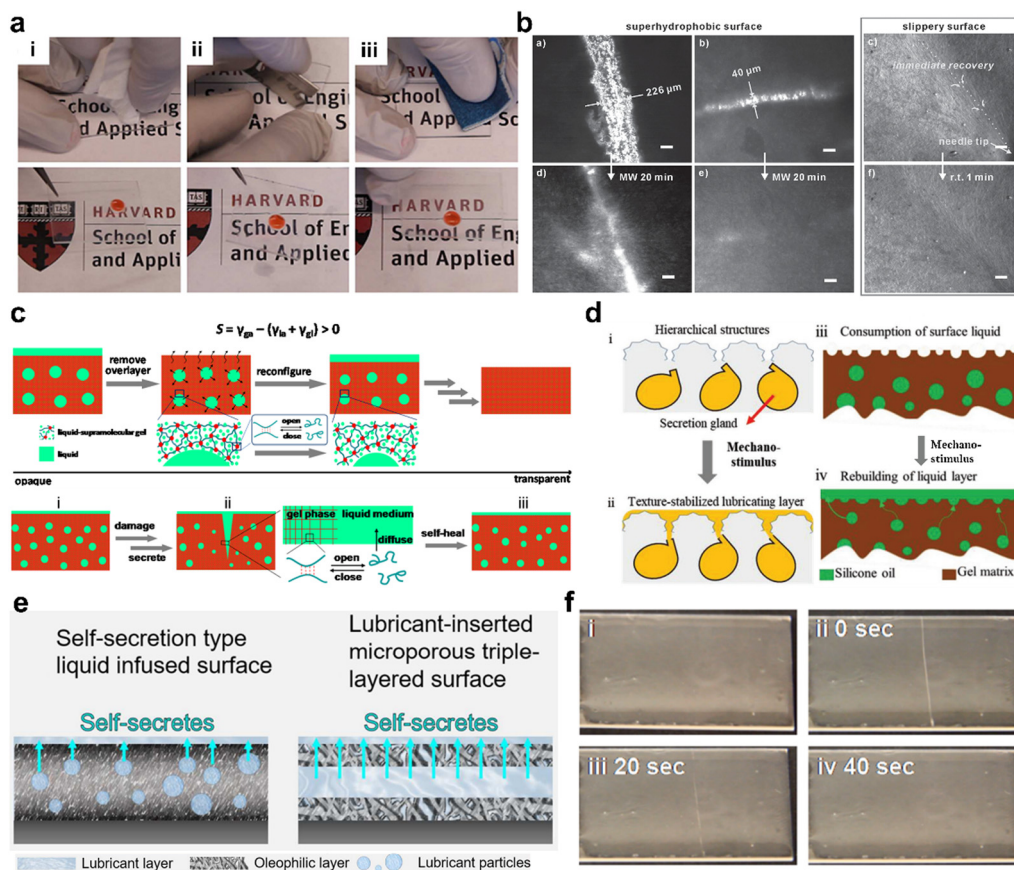 a
i
ii
iii
School of Engi
and Applied Sc
School of Engi
and Applied S
School of Eng
and Applied Sc
HARVARD
School of
and Appli
HARVARD
School of En
and Applied
HARVARD
School of Eng
and Applied
b
superhydrophobic surface
slippery surface
a)
226 μm
b)
40 μm
c)
immediate recovery
needle tip
d)
MW 20 min
e)
MW 20 min
f)
r.t. 1 min
c
S = γga – (γla + γgl) > 0
remove
overlayer
reconfigure
open
close
liquid-supramolecular gel
liquid
opaque
transparent
i
ii
iii
damage
secrete
gel phase
liquid medium
diffuse
open
close
self-heal
d
i
Hierarchical structures
Secretion gland
Mechano-
stimulus
ii
Texture-stabilized lubricating layer
iii
Consumption of surface liquid
Mechano-
stimulus
iv
Rebuilding of liquid layer
Silicone oil
Gel matrix
e
Self-secretion type
liquid infused surface
Self-secretes
Lubricant-inserted
microporous triple-
layered surface
Self-secretes
Lubricant layer
Oleophilic layer
Lubricant particles
f
i
ii 0 sec
iii 20 sec
iv 40 sec